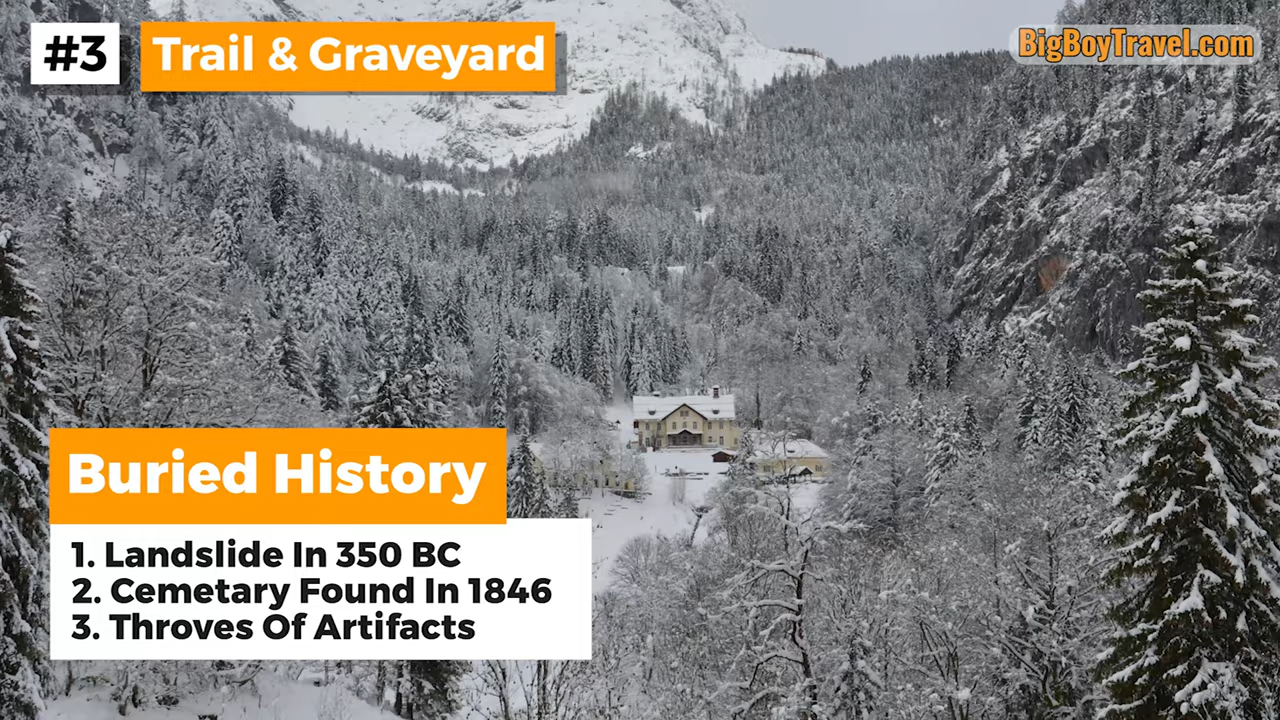 #3 Trail & Graveyard
BigBoyTravel.com
Buried History
1. Landslide In 350 BC
2. Cemetary Found In 1846
3. Throves Of Artifacts